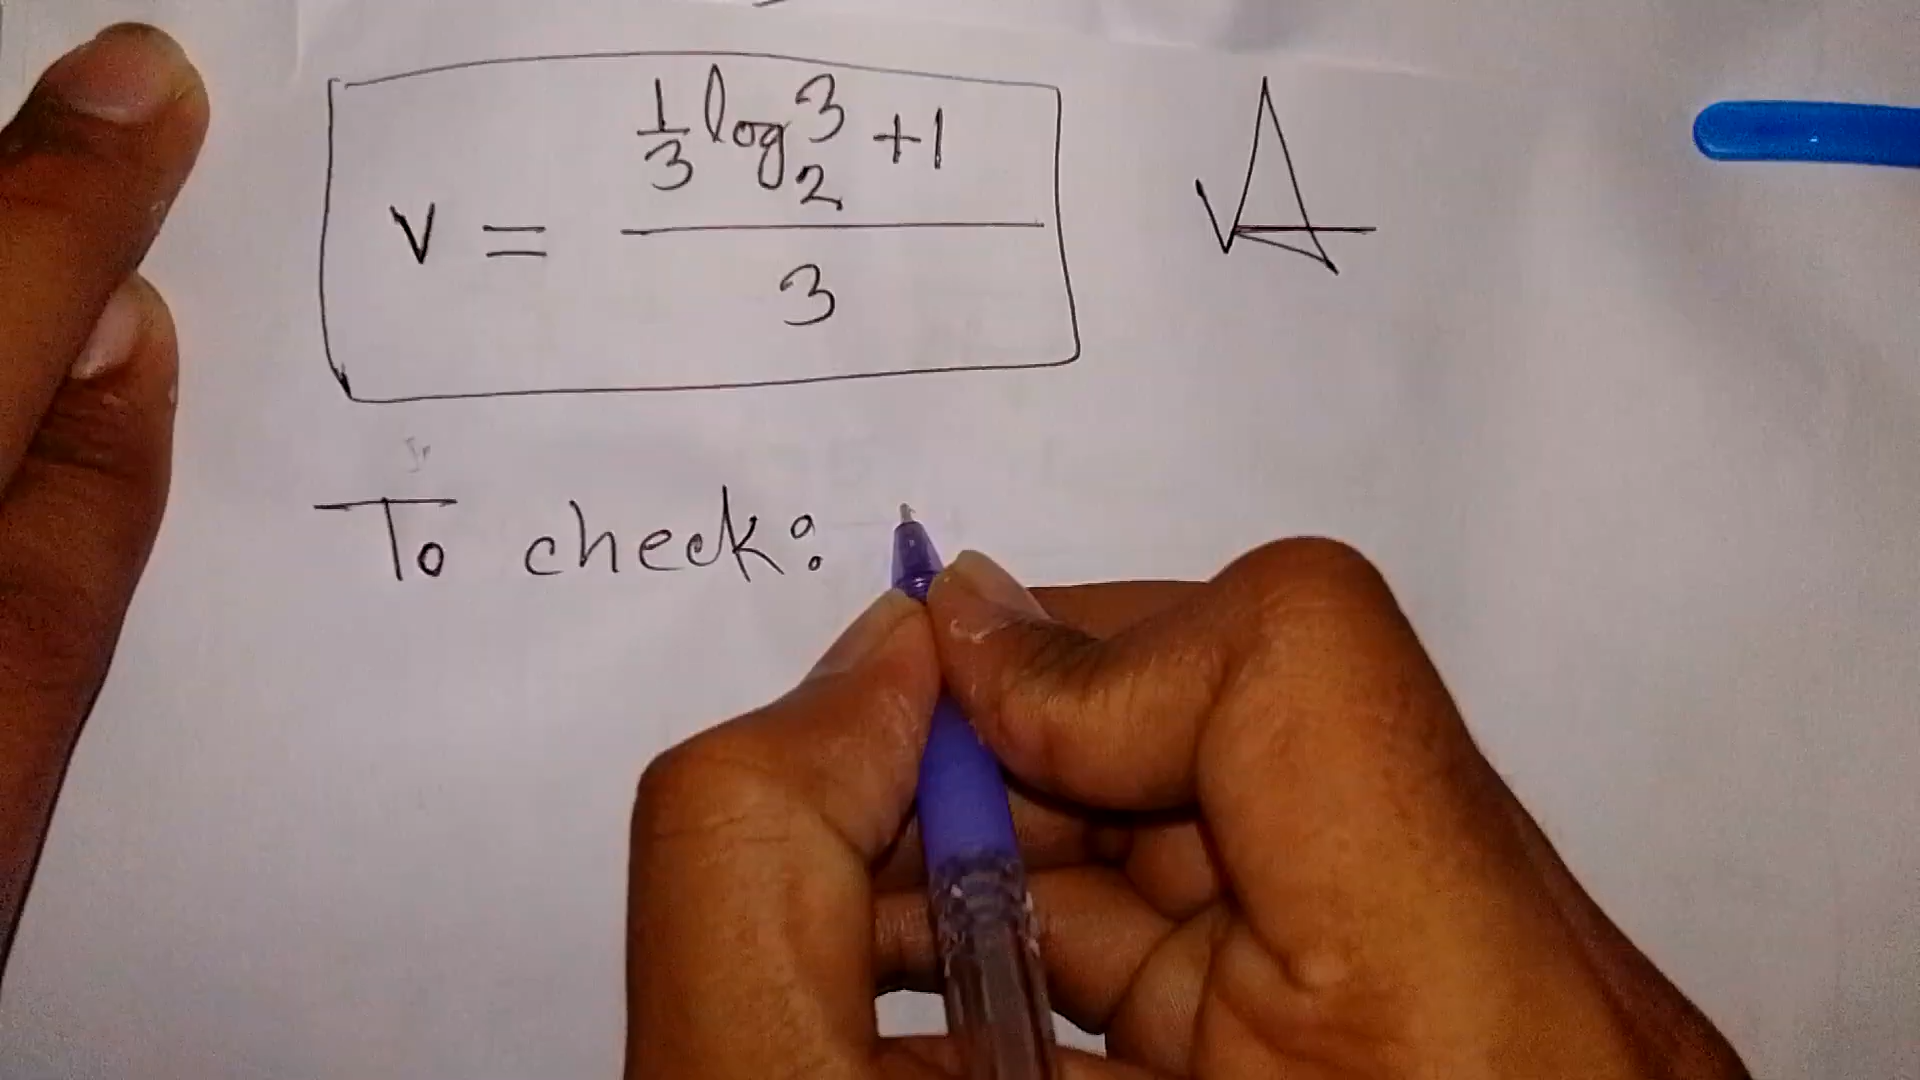 v = (1/3 log₂3 + 1) / 3
To check: